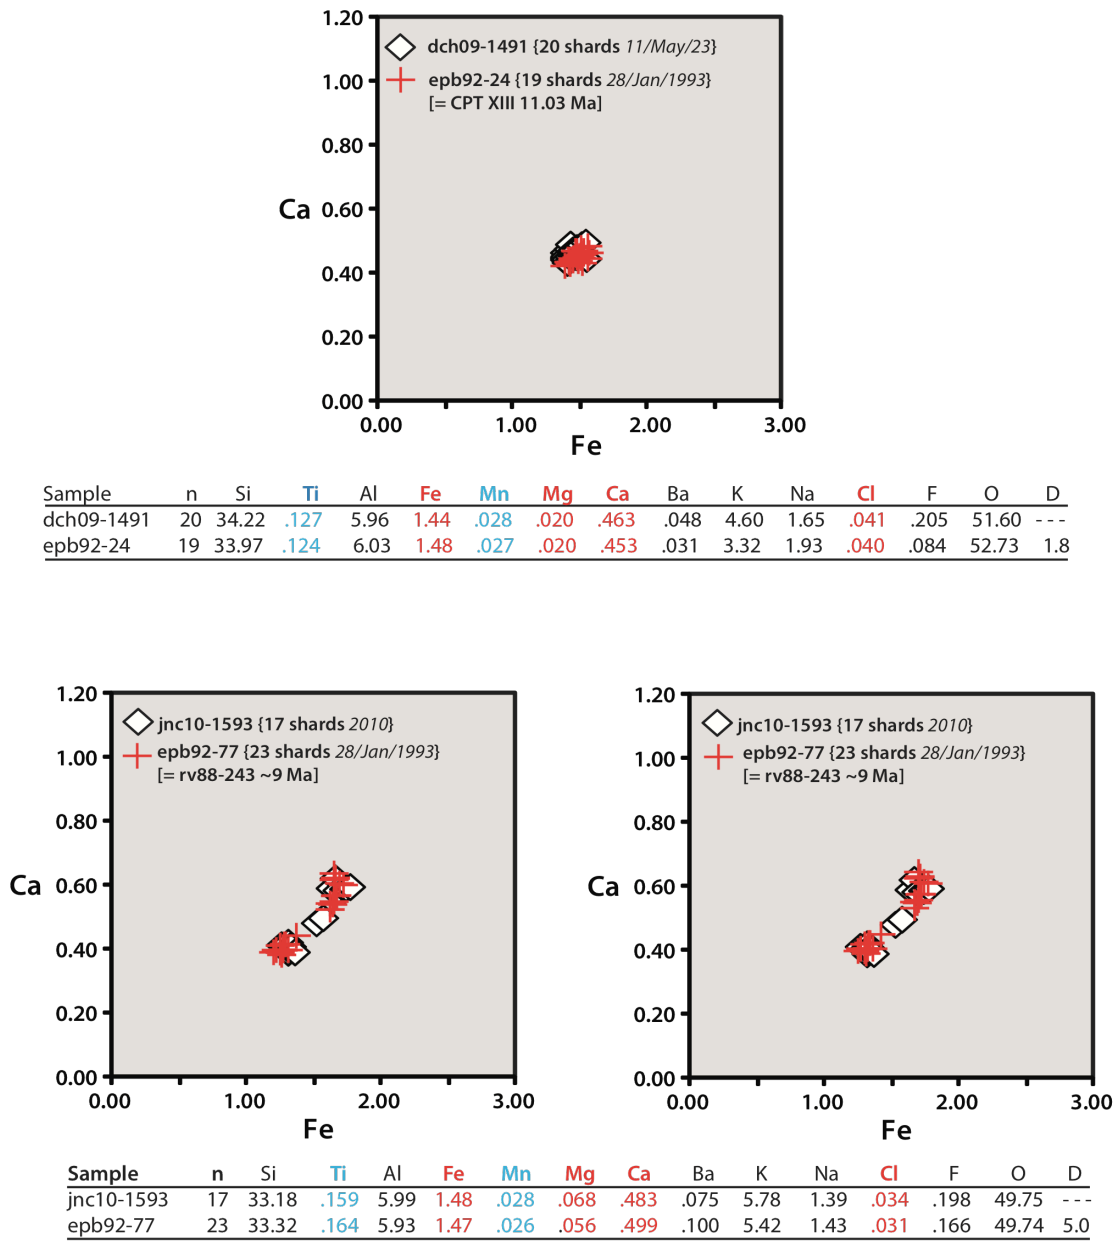 1.20
dch09-1491 {20 shards 11/May/23}
1.00
epb92-24 {19 shards 28/Jan/1993}
[= CPT XIII 11.03 Ma]
0.80
Ca 0.60
0.40
0.20
0.00
0.00 1.00 2.00 3.00
Fe
Sample n Si Ti Al Fe Mn Mg Ca Ba K Na Cl F O D
dch09-1491 20 34.22 .127 5.96 1.44 .028 .020 .463 .048 4.60 1.65 .041 .205 51.60 ---
epb92-24 19 33.97 .124 6.03 1.48 .027 .020 .453 .031 3.32 1.93 .040 .084 52.73 1.8
1.20
jnc10-1593 {17 shards 2010}
1.00
epb92-77 {23 shards 28/Jan/1993}
[= rv88-243 ~9 Ma]
0.80
Ca 0.60
0.40
0.20
0.00
0.00 1.00 2.00 3.00
Fe
1.20
jnc10-1593 {17 shards 2010}
1.00
epb92-77 {23 shards 28/Jan/1993}
[= rv88-243 ~9 Ma]
0.80
Ca 0.60
0.40
0.20
0.00
0.00 1.00 2.00 3.00
Fe
Sample n Si Ti Al Fe Mn Mg Ca Ba K Na Cl F O D
jnc10-1593 17 33.18 .159 5.99 1.48 .028 .068 .483 .075 5.78 1.39 .034 .198 49.75 ---
epb92-77 23 33.32 .164 5.93 1.47 .026 .056 .499 .100 5.42 1.43 .031 .166 49.74 5.0